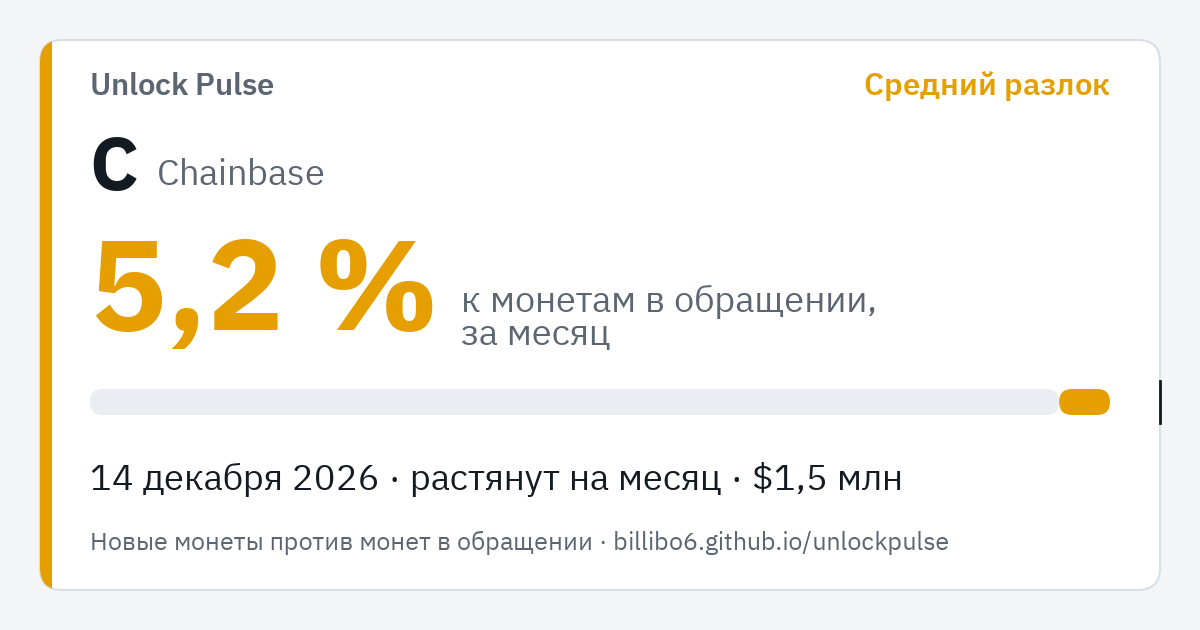 Unlock Pulse
Средний разлок
C Chainbase
5,2 % к монетам в обращении,
за месяц
14 декабря 2026 · растянут на месяц · $1,5 млн
Новые монеты против монет в обращении · billibo6.github.io/unlockpulse